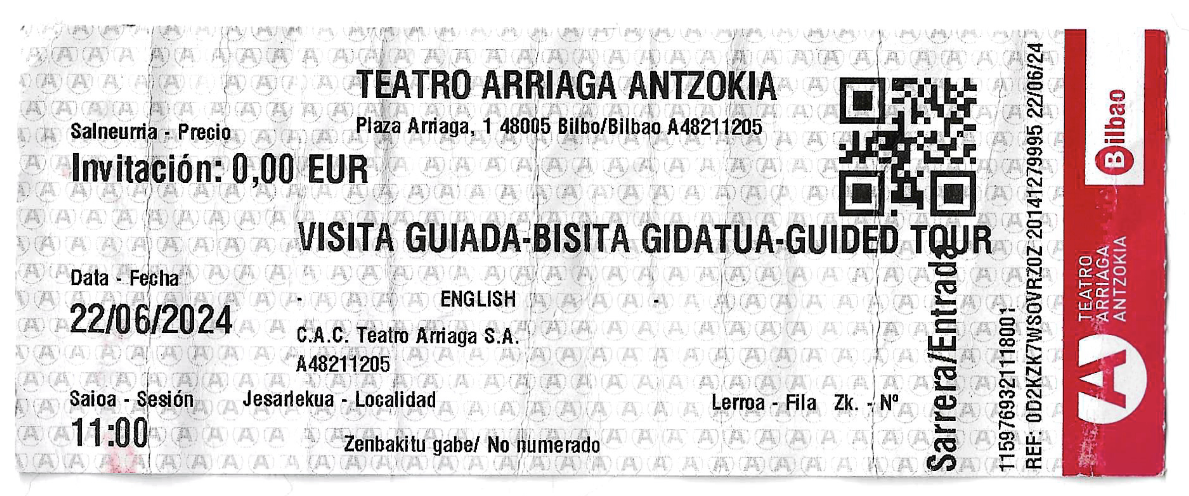 TEATRO ARRIAGA ANTZOKIA
Plaza Arriaga, 1 48005 Bilbo/Bilbao A48211205
Salneurria - Precio
Invitación: 0,00 EUR
VISITA GUIADA-BISITA GIDATUA-GUIDED TOUR
Data - Fecha
- ENGLISH -
22/06/2024
C.A.C. Teatro Arriaga S.A.
A48211205
Saioa - Sesión
Jesarlekua - Localidad
Lerroa - Fila Zk. - Nº
11:00
Zenbakitu gabe/ No numerado
Sarrera/Entrada
1159769321118001
REF: 0D2KZK7WSOVRZDZ 20141279995 22/06/24
Bilbao
TEATRO
ARRIAGA
ANTZOKIA
A